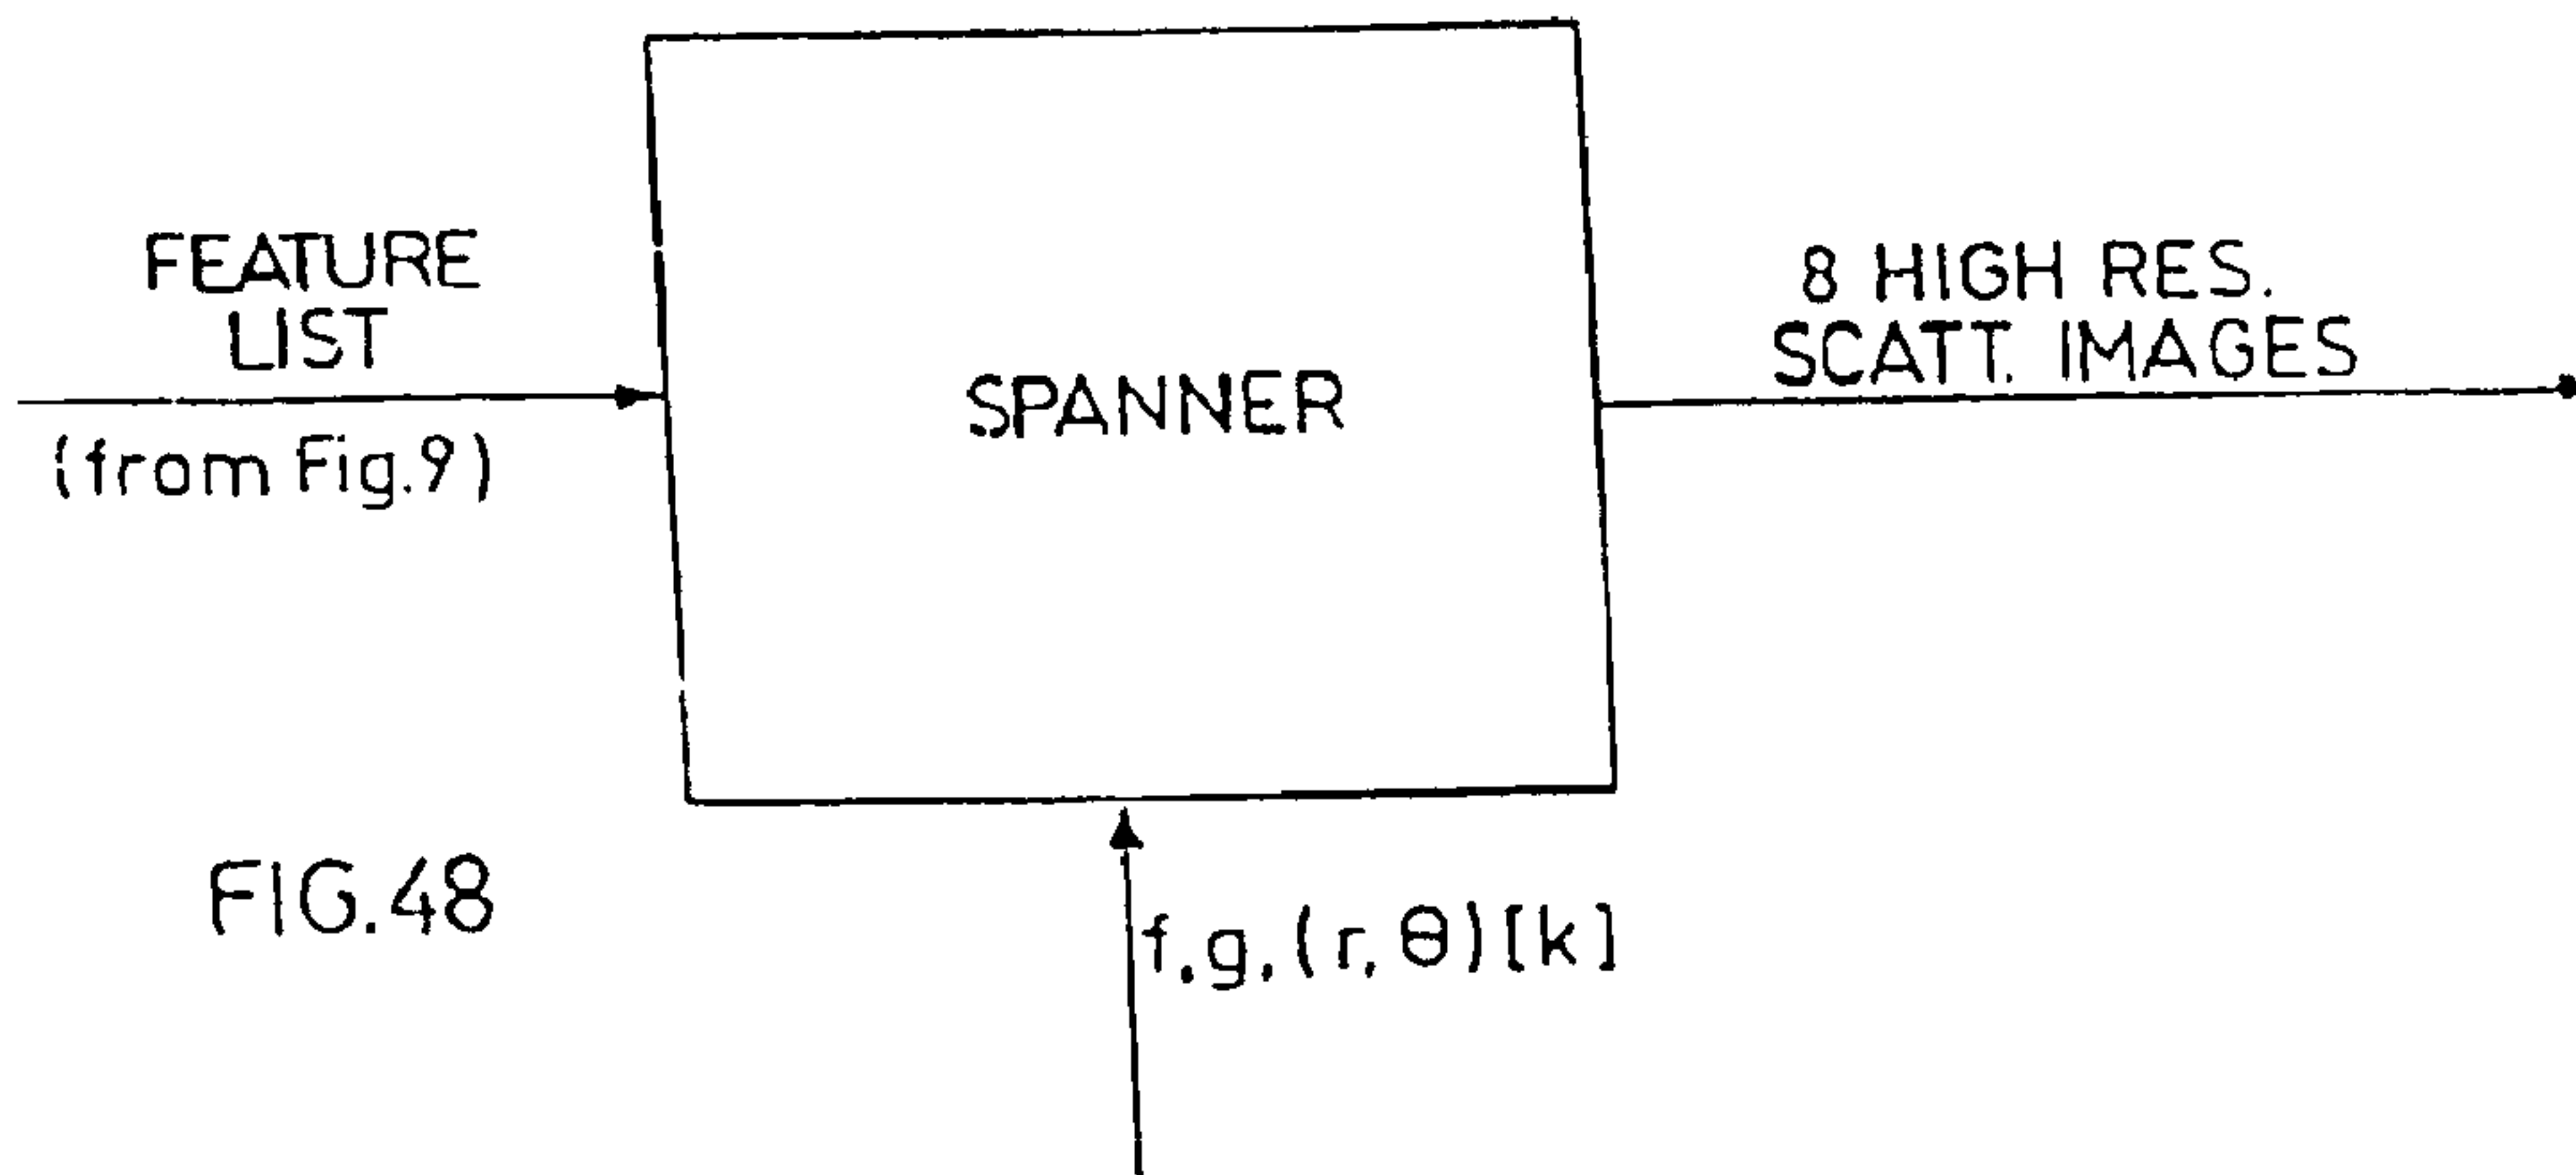 FEATURE
LIST
(from Fig.9)
SPANNER
8 HIGH RES.
SCATT. IMAGES
f.g,(r,θ)[k]
FIG.48